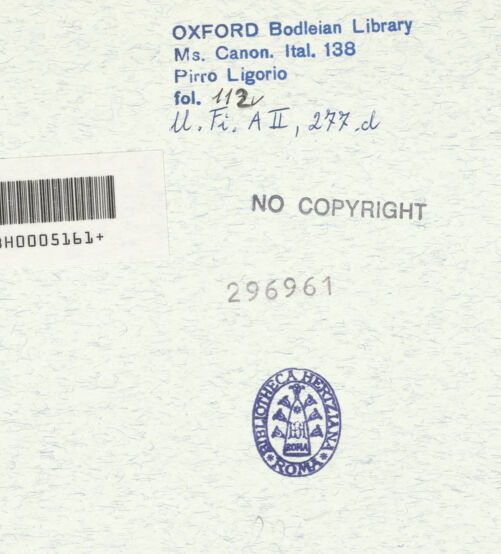 OXFORD Bodleian Library
Ms. Canon. Ital. 138
Pirro Ligorio
fol. 112v
U. Fi. A II, 277.d
NO COPYRIGHT
BH0005161+
296961
BIBLIOTHECA HERTZIANA
ROMA
ROMA